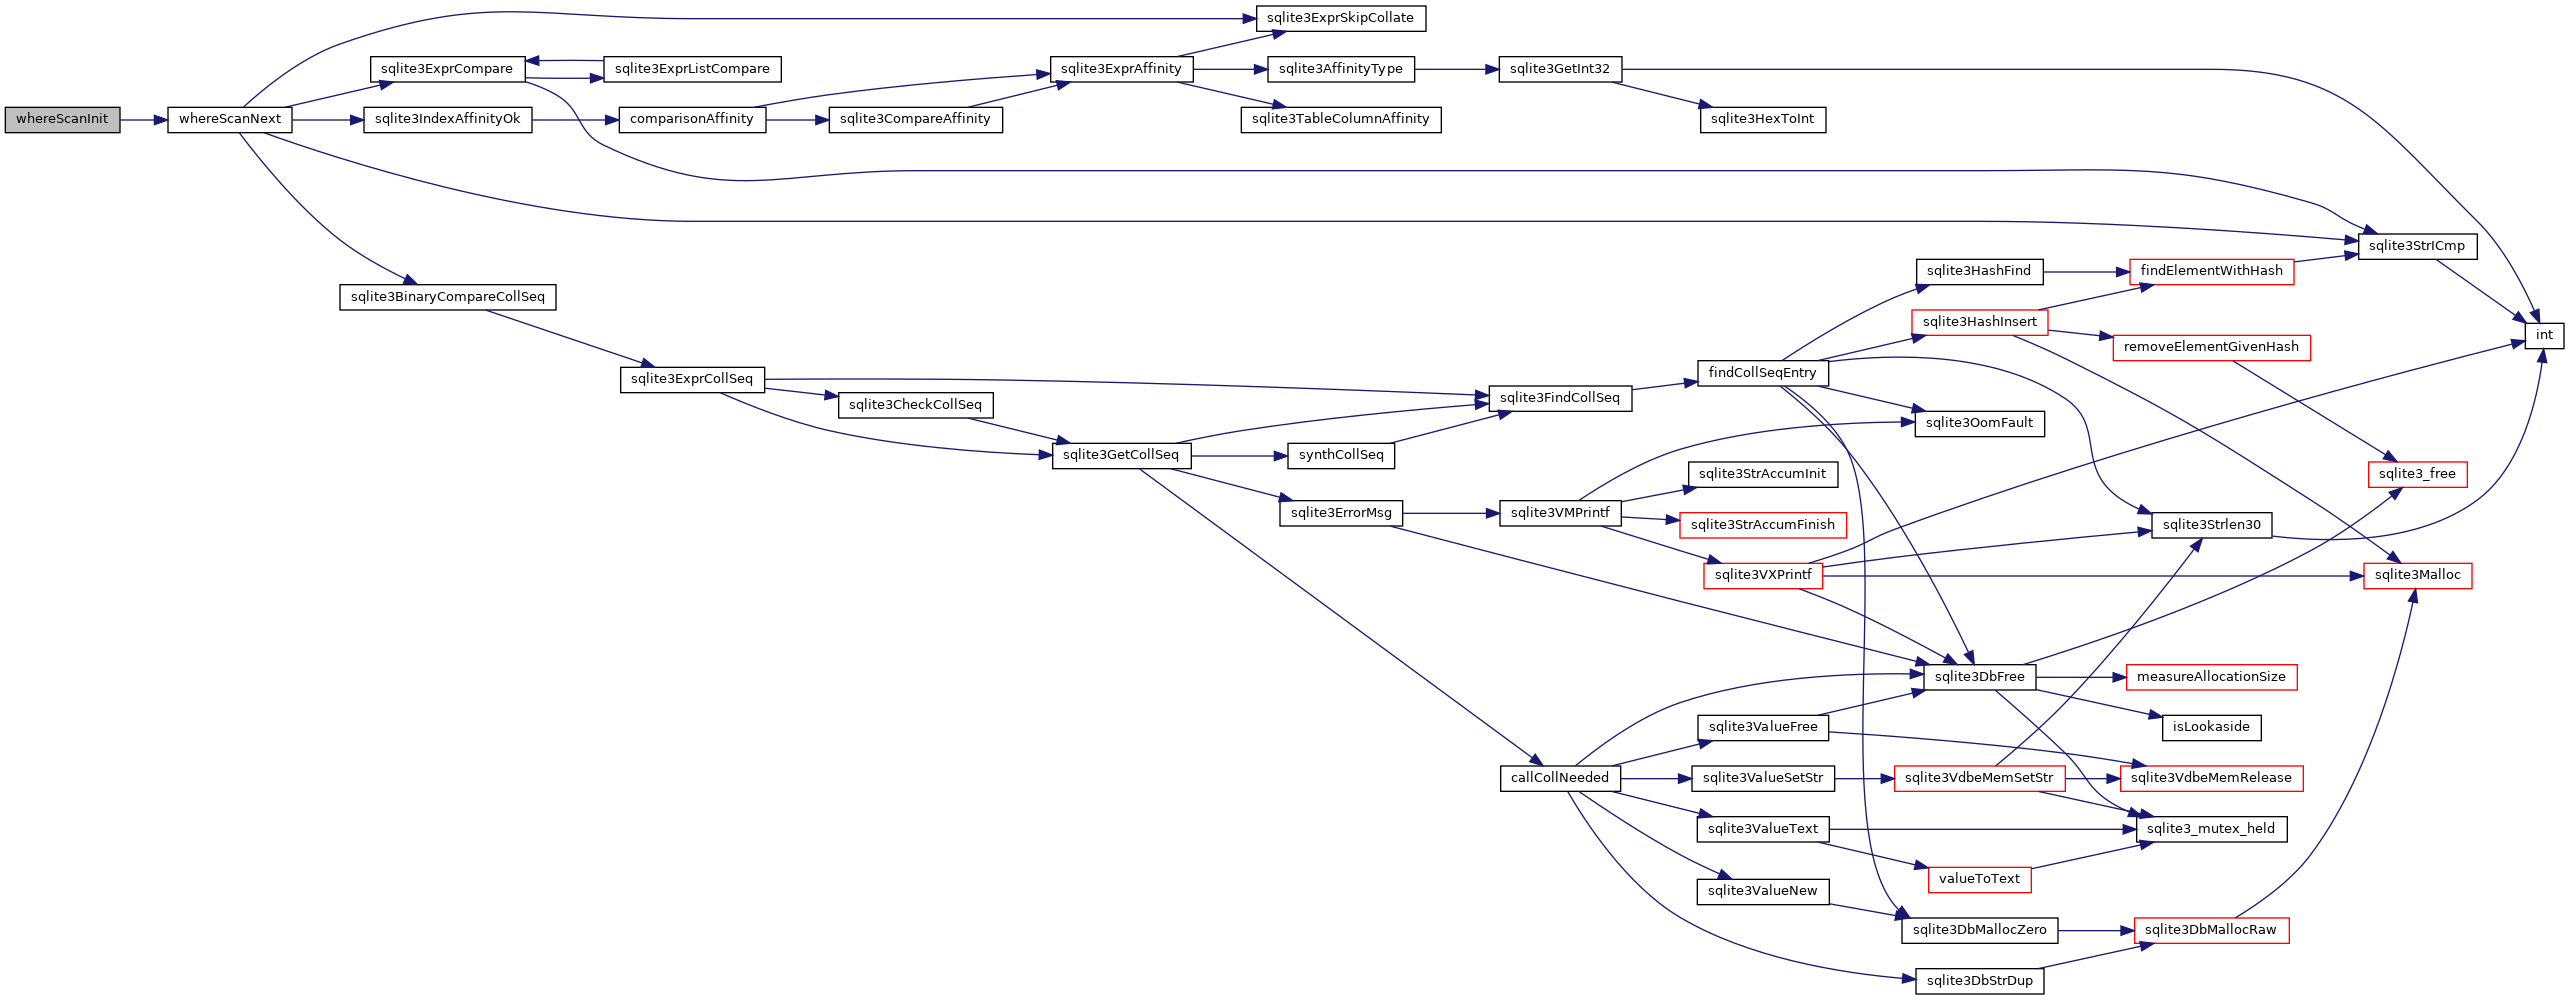 whereScanInit
whereScanNext
sqlite3ExprSkipCollate
sqlite3ExprCompare
sqlite3ExprListCompare
sqlite3ExprAffinity
sqlite3AffinityType
sqlite3GetInt32
sqlite3IndexAffinityOk
comparisonAffinity
sqlite3CompareAffinity
sqlite3TableColumnAffinity
sqlite3HexToInt
sqlite3StrICmp
sqlite3HashFind
findElementWithHash
sqlite3BinaryCompareCollSeq
sqlite3HashInsert
int
removeElementGivenHash
sqlite3ExprCollSeq
findCollSeqEntry
sqlite3CheckCollSeq
sqlite3FindCollSeq
sqlite3OomFault
sqlite3GetCollSeq
synthCollSeq
sqlite3StrAccumInit
sqlite3_free
sqlite3ErrorMsg
sqlite3VMPrintf
sqlite3StrAccumFinish
sqlite3Strlen30
sqlite3VXPrintf
sqlite3Malloc
sqlite3DbFree
measureAllocationSize
sqlite3ValueFree
isLookaside
callCollNeeded
sqlite3ValueSetStr
sqlite3VdbeMemSetStr
sqlite3VdbeMemRelease
sqlite3ValueText
sqlite3_mutex_held
valueToText
sqlite3ValueNew
sqlite3DbMallocZero
sqlite3DbMallocRaw
sqlite3DbStrDup